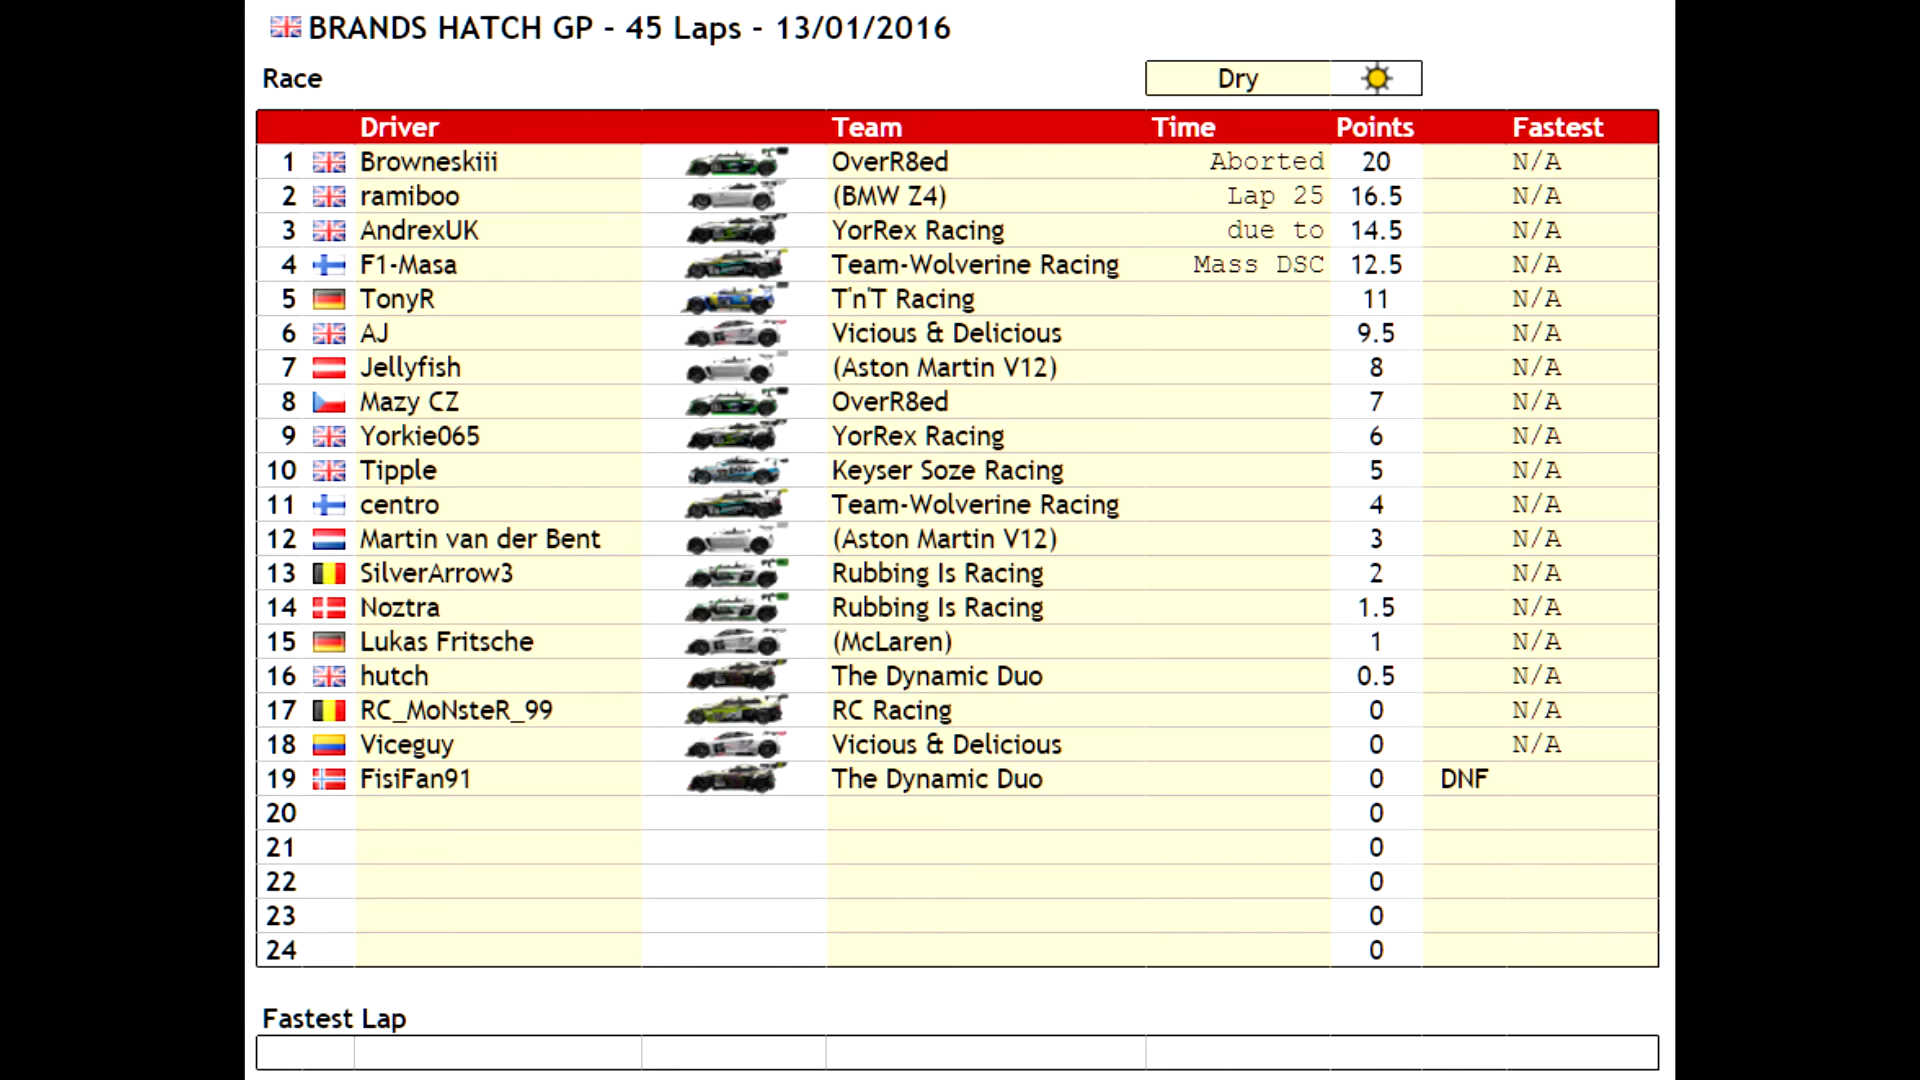 BRANDS HATCH GP - 45 Laps - 13/01/2016
Race Dry
Driver Team Time Points Fastest
1 Browneskiii OverR8ed Aborted 20 N/A
2 ramiboo (BMW Z4) Lap 25 16.5 N/A
3 AndrexUK YorRex Racing due to 14.5 N/A
4 F1-Masa Team-Wolverine Racing Mass DSC 12.5 N/A
5 TonyR T'n'T Racing 11 N/A
6 AJ Vicious & Delicious 9.5 N/A
7 Jellyfish (Aston Martin V12) 8 N/A
8 Mazy CZ OverR8ed 7 N/A
9 Yorkie065 YorRex Racing 6 N/A
10 Tipple Keyser Soze Racing 5 N/A
11 centro Team-Wolverine Racing 4 N/A
12 Martin van der Bent (Aston Martin V12) 3 N/A
13 SilverArrow3 Rubbing Is Racing 2 N/A
14 Noztra Rubbing Is Racing 1.5 N/A
15 Lukas Fritsche (McLaren) 1 N/A
16 hutch The Dynamic Duo 0.5 N/A
17 RC_MoNsteR_99 RC Racing 0 N/A
18 Viceguy Vicious & Delicious 0 N/A
19 FisiFan91 The Dynamic Duo 0 DNF
20 0
21 0
22 0
23 0
24 0
Fastest Lap